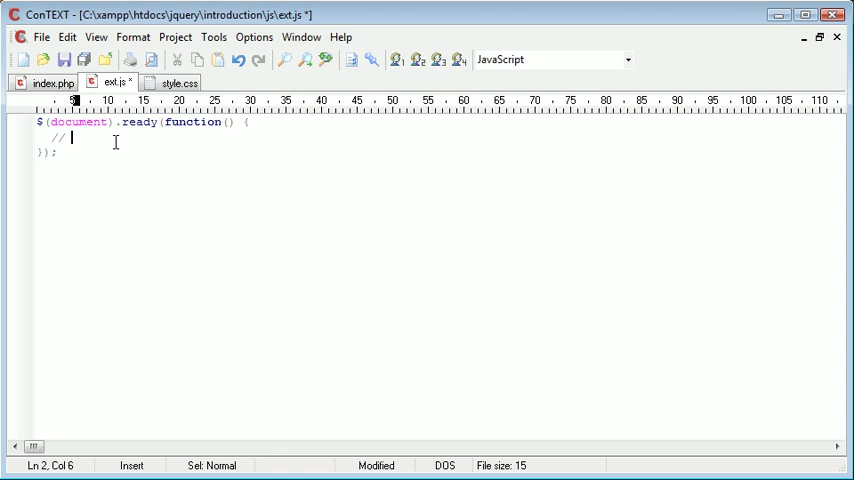 ConTEXT - [C:\xampp\htdocs\jquery\introduction\js\ext.js *]
File Edit View Format Project Tools Options Window Help
JavaScript
index.php ext.js * style.css
5 10 15 20 25 30 35 40 45 50 55 60 65 70 75 80 85 90 95 100 105 110
$(document).ready(function() {
//
});
Ln 2, Col 6 Insert Sel: Normal Modified DOS File size: 15